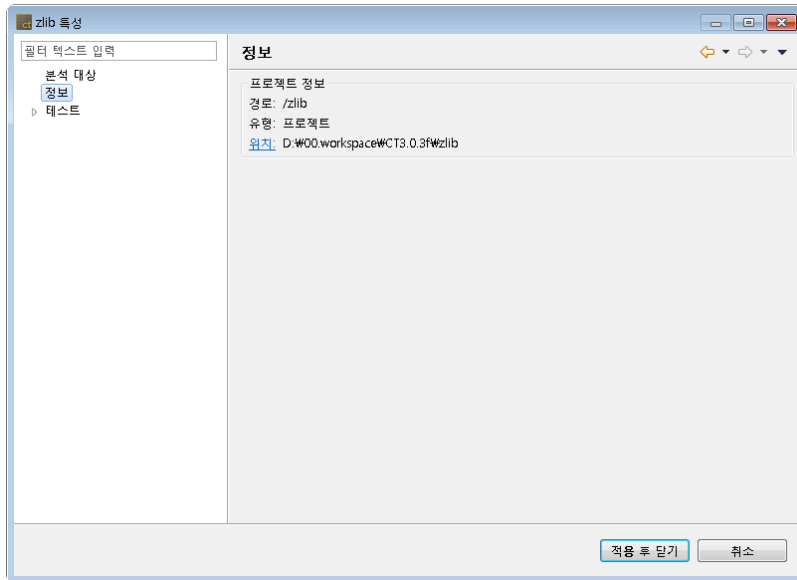 ct zlib 특성
필터 텍스트 입력
분석 대상
정보
테스트
정보
프로젝트 정보
경로: /zlib
유형: 프로젝트
위치: D:₩00.workspace₩CT3.0.3f₩zlib
적용 후 닫기
취소